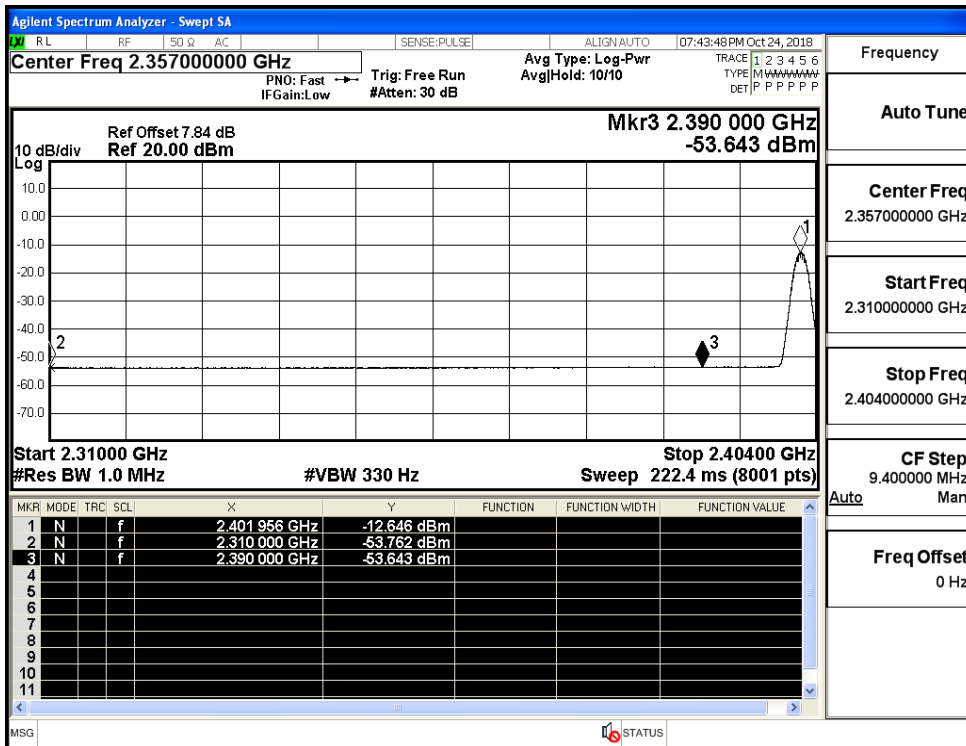 Agilent Spectrum Analyzer - Swept SA
LXI RL RF 50 Ω AC SENSE:PULSE ALIGN AUTO 07:43:48 PM Oct 24, 2018
Center Freq 2.357000000 GHz
PNO: Fast
IFGain:Low
Trig: Free Run
#Atten: 30 dB
Avg Type: Log-Pwr
Avg|Hold: 10/10
TRACE 1 2 3 4 5 6
TYPE M W W W W W
DET P P P P P P
Mkr3 2.390 000 GHz
-53.643 dBm
Ref Offset 7.84 dB
10 dB/div Ref 20.00 dBm
Log
10.0
0.00
-10.0
-20.0
-30.0
-40.0
-50.0
-60.0
-70.0
1
2
3
Start 2.31000 GHz Stop 2.40400 GHz
#Res BW 1.0 MHz #VBW 330 Hz Sweep 222.4 ms (8001 pts)
MKR MODE TRC SCL X Y FUNCTION FUNCTION WIDTH FUNCTION VALUE
1 N f 2.401 956 GHz -12.646 dBm
2 N f 2.310 000 GHz -53.762 dBm
3 N f 2.390 000 GHz -53.643 dBm
4
5
6
7
8
9
10
11
MSG STATUS
Frequency
Auto Tune
Center Freq
2.357000000 GHz
Start Freq
2.310000000 GHz
Stop Freq
2.404000000 GHz
CF Step
9.400000 MHz
Auto Man
Freq Offset
0 Hz